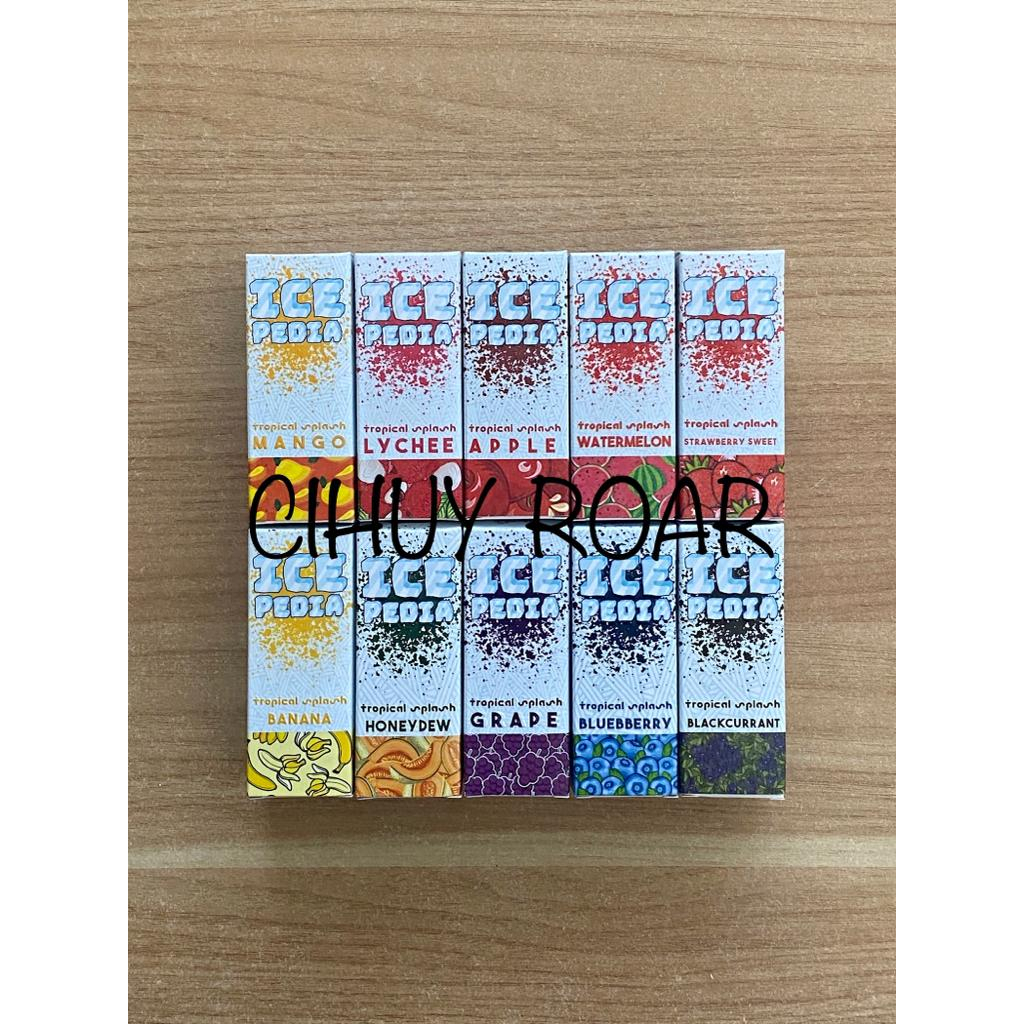 ICE
PEDIA
tropical splash
MANGO
ICE
PEDIA
tropical splash
LYCHEE
ICE
PEDIA
tropical splash
APPLE
ICE
PEDIA
tropical splash
WATERMELON
ICE
PEDIA
tropical splash
STRAWBERRY SWEET
CIHUY ROAR
ICE
PEDIA
tropical splash
BANANA
ICE
PEDIA
tropical splash
HONEYDEW
ICE
PEDIA
tropical splash
GRAPE
ICE
PEDIA
tropical splash
BLUEBBERRY
ICE
PEDIA
tropical splash
BLACKCURRANT